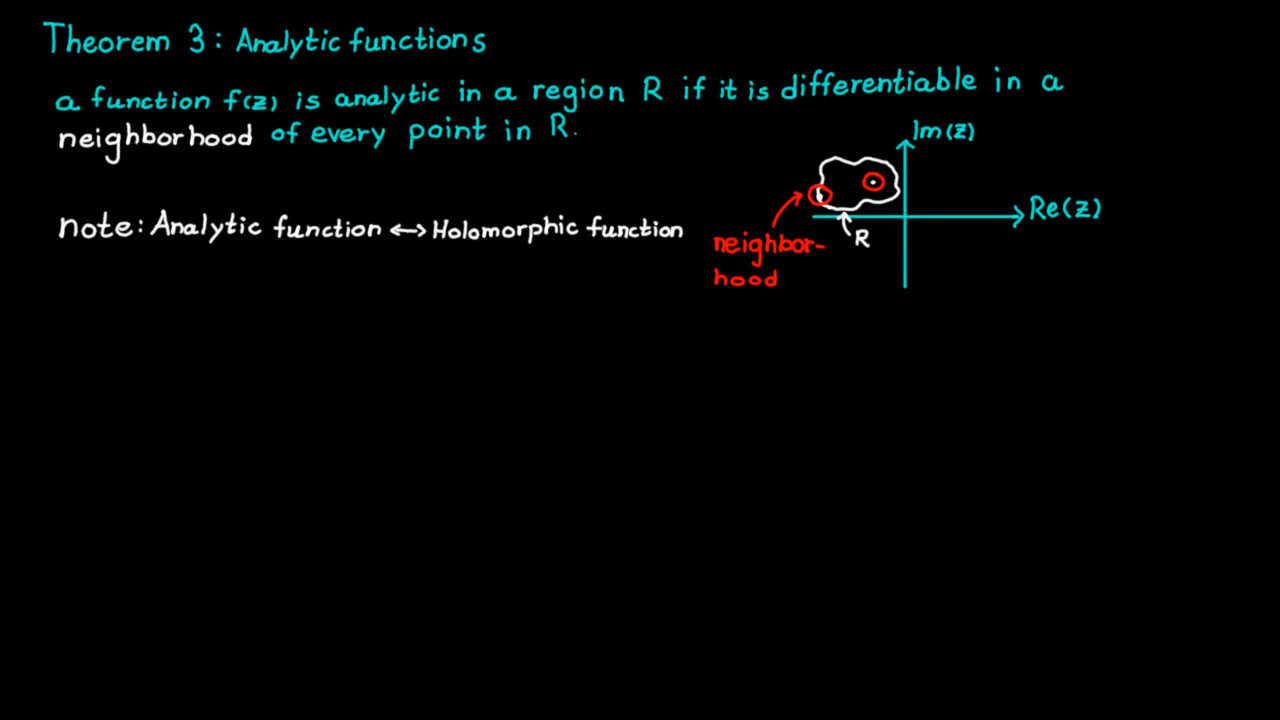 Theorem 3: Analytic functions
a function f(z) is analytic in a region R if it is differentiable in a
neighborhood of every point in R.
Im(z)
Re(z)
note: Analytic function ↔ Holomorphic function
R
neighbor-
hood